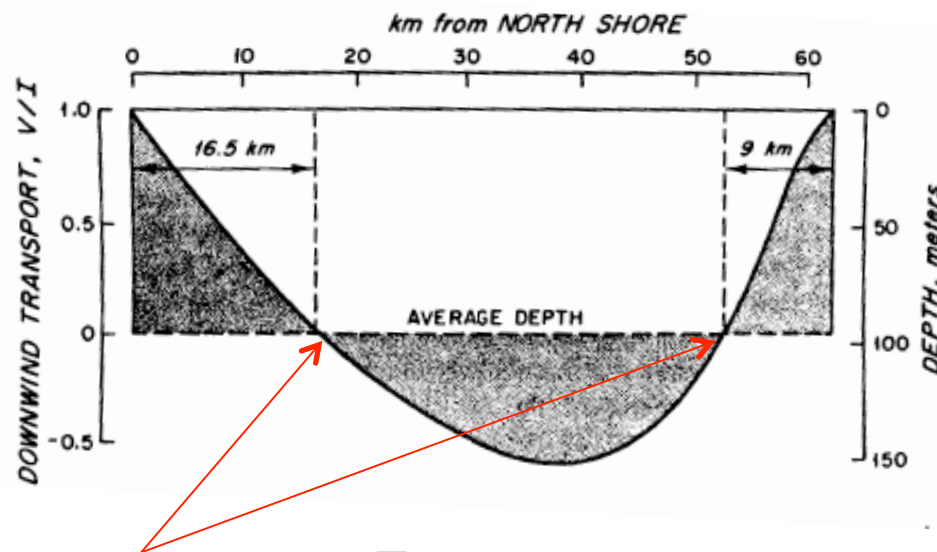 km from NORTH SHORE
0 10 20 30 40 50 60
DOWNWIND TRANSPORT, V/I
1.0
0.5
0
-0.5
16.5 km
9 km
AVERAGE DEPTH
0
50
100
150
DEPTH, meters